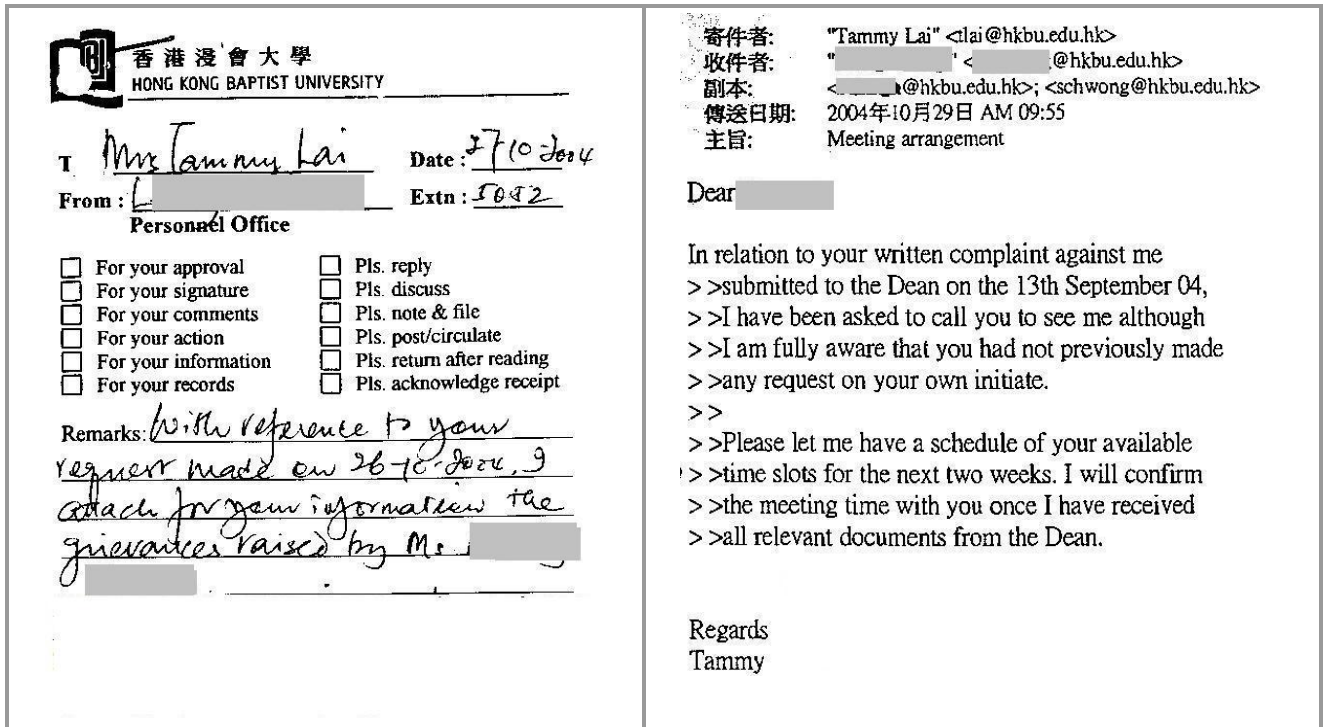 香港浸會大學
HONG KONG BAPTIST UNIVERSITY
T Mrs Tammy Lai Date : 27-10-2004
From : L Extn : 5052
Personnel Office
For your approval Pls. reply
For your signature Pls. discuss
For your comments Pls. note & file
For your action Pls. post/circulate
For your information Pls. return after reading
For your records Pls. acknowledge receipt
Remarks: With reference to your
request made on 26-10-2004, I
attach for your information the
grievances raised by Ms
寄件者: "Tammy Lai" <tlai@hkbu.edu.hk>
收件者: " " < @hkbu.edu.hk>
副本: < @hkbu.edu.hk>; <schwong@hkbu.edu.hk>
傳送日期: 2004年10月29日 AM 09:55
主旨: Meeting arrangement
Dear
In relation to your written complaint against me
> >submitted to the Dean on the 13th September 04,
> >I have been asked to call you to see me although
> >I am fully aware that you had not previously made
> >any request on your own initiate.
> >
> >Please let me have a schedule of your available
> >time slots for the next two weeks. I will confirm
> >the meeting time with you once I have received
> >all relevant documents from the Dean.
Regards
Tammy